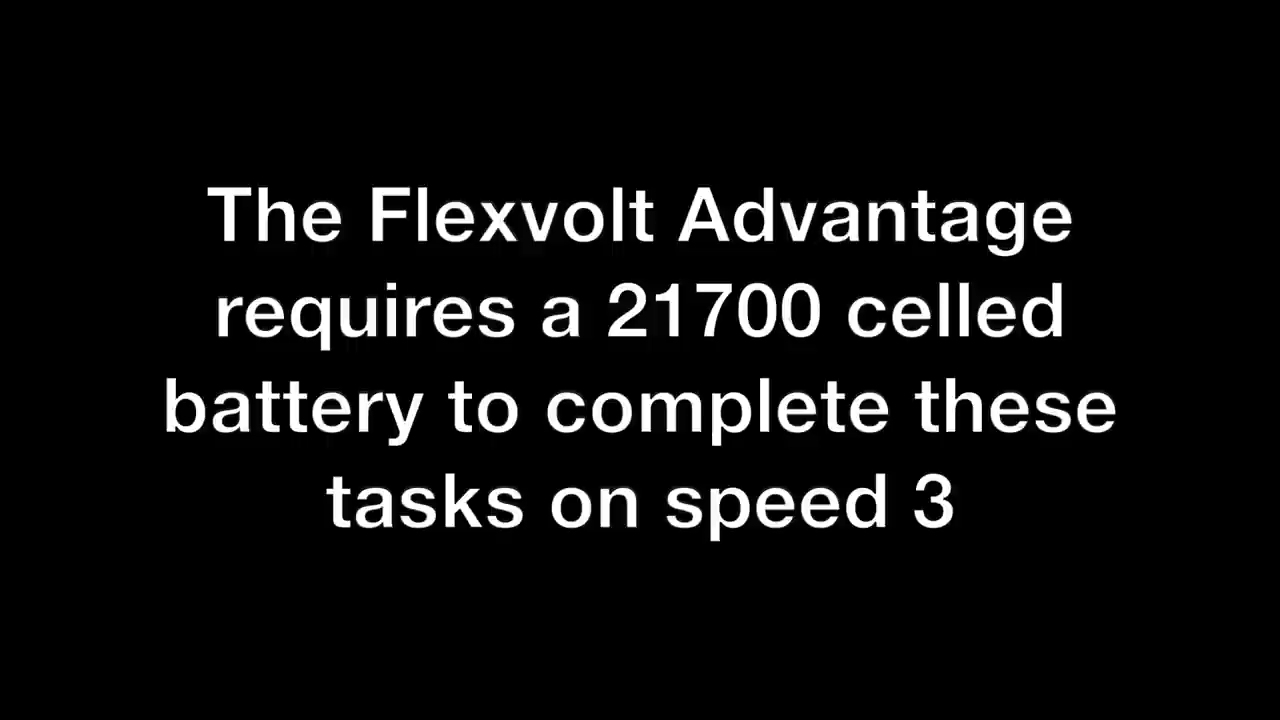 The Flexvolt Advantage
requires a 21700 celled
battery to complete these
tasks on speed 3